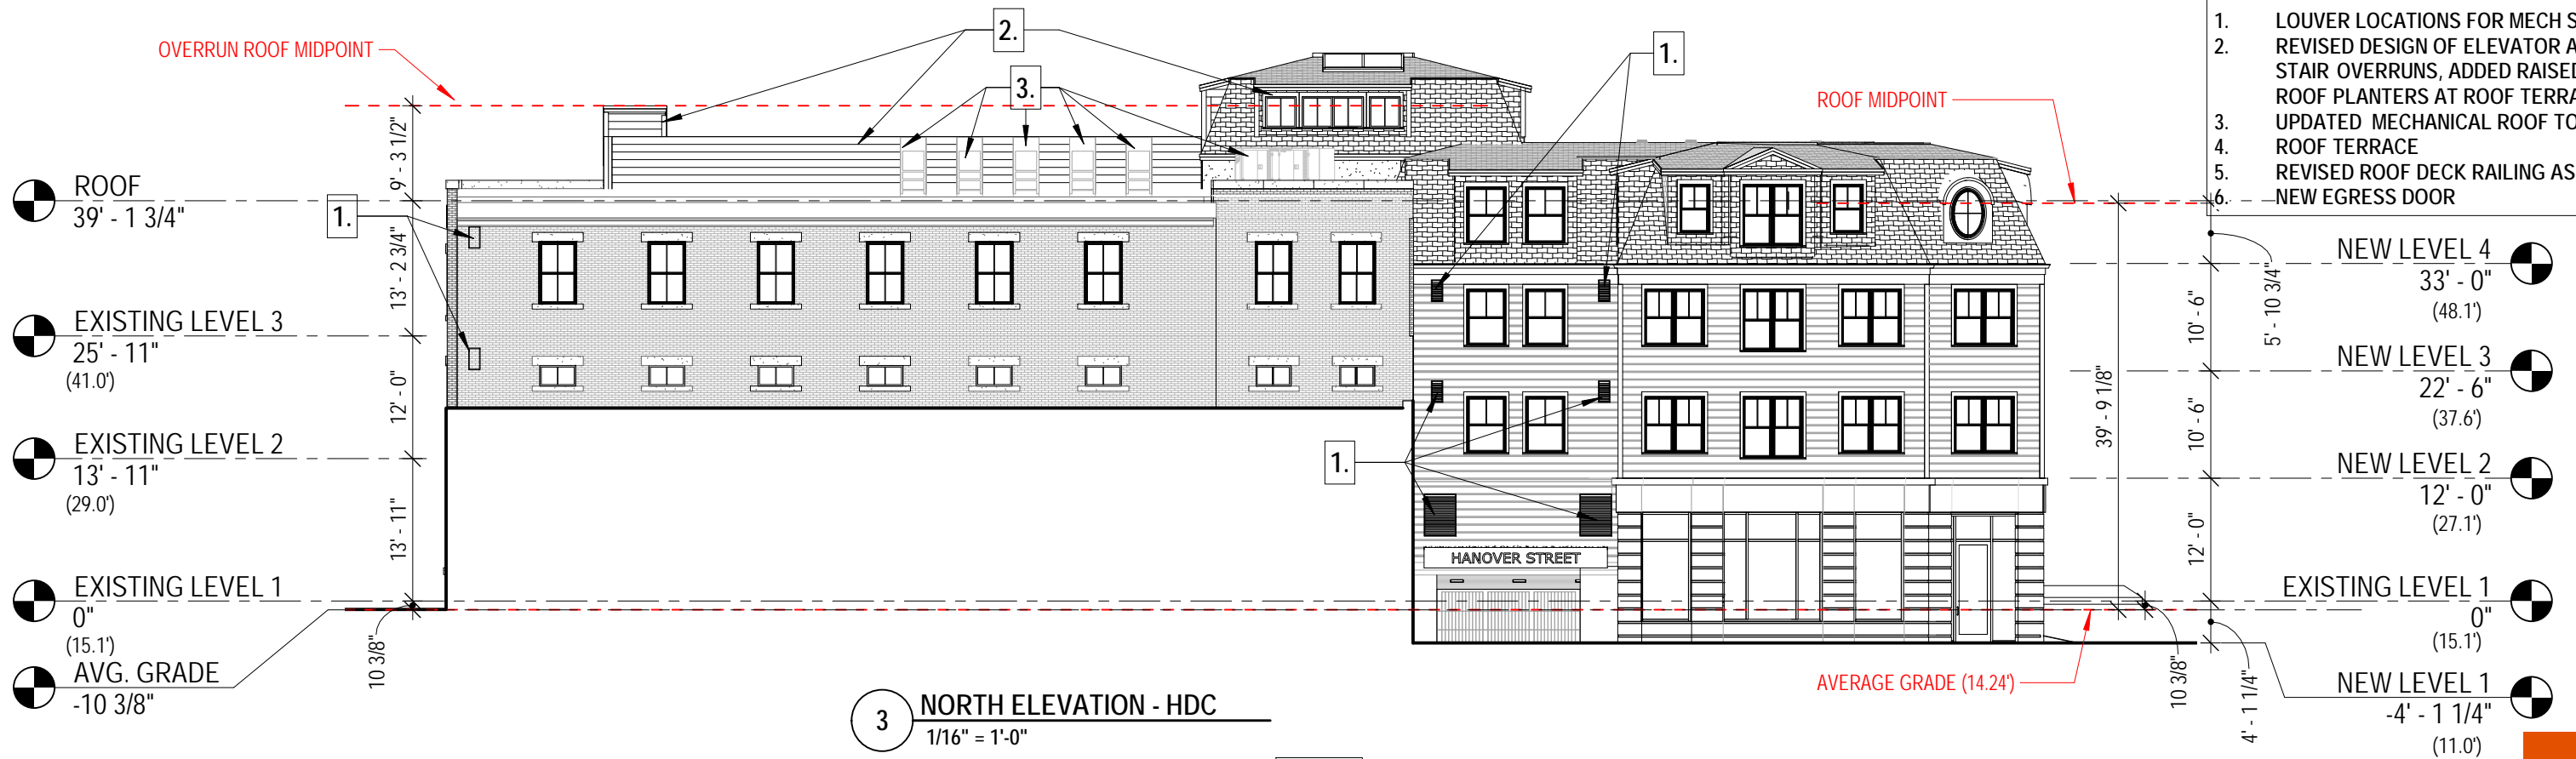 1. LOUVER LOCATIONS FOR MECH S
2. REVISED DESIGN OF ELEVATOR A
STAIR OVERRUNS, ADDED RAISED
ROOF PLANTERS AT ROOF TERRA
3. UPDATED MECHANICAL ROOF TO
4. ROOF TERRACE
5. REVISED ROOF DECK RAILING AS
6. NEW EGRESS DOOR
OVERRUN ROOF MIDPOINT
2.
1.
3.
ROOF MIDPOINT
9' - 3 1/2"
ROOF
39' - 1 3/4"
1.
13' - 2 3/4"
EXISTING LEVEL 3
25' - 11"
(41.0')
12' - 0"
EXISTING LEVEL 2
13' - 11"
(29.0')
13' - 11"
EXISTING LEVEL 1
0"
(15.1')
10 3/8"
AVG. GRADE
-10 3/8"
1.
HANOVER STREET
NEW LEVEL 4
33' - 0"
(48.1')
5' - 10 3/4"
10' - 6"
NEW LEVEL 3
22' - 6"
(37.6')
39' - 9 1/8"
10' - 6"
NEW LEVEL 2
12' - 0"
(27.1')
12' - 0"
EXISTING LEVEL 1
0"
(15.1')
10 3/8"
4' - 1 1/4"
AVERAGE GRADE (14.24')
NEW LEVEL 1
-4' - 1 1/4"
(11.0')
3
NORTH ELEVATION - HDC
1/16" = 1'-0"